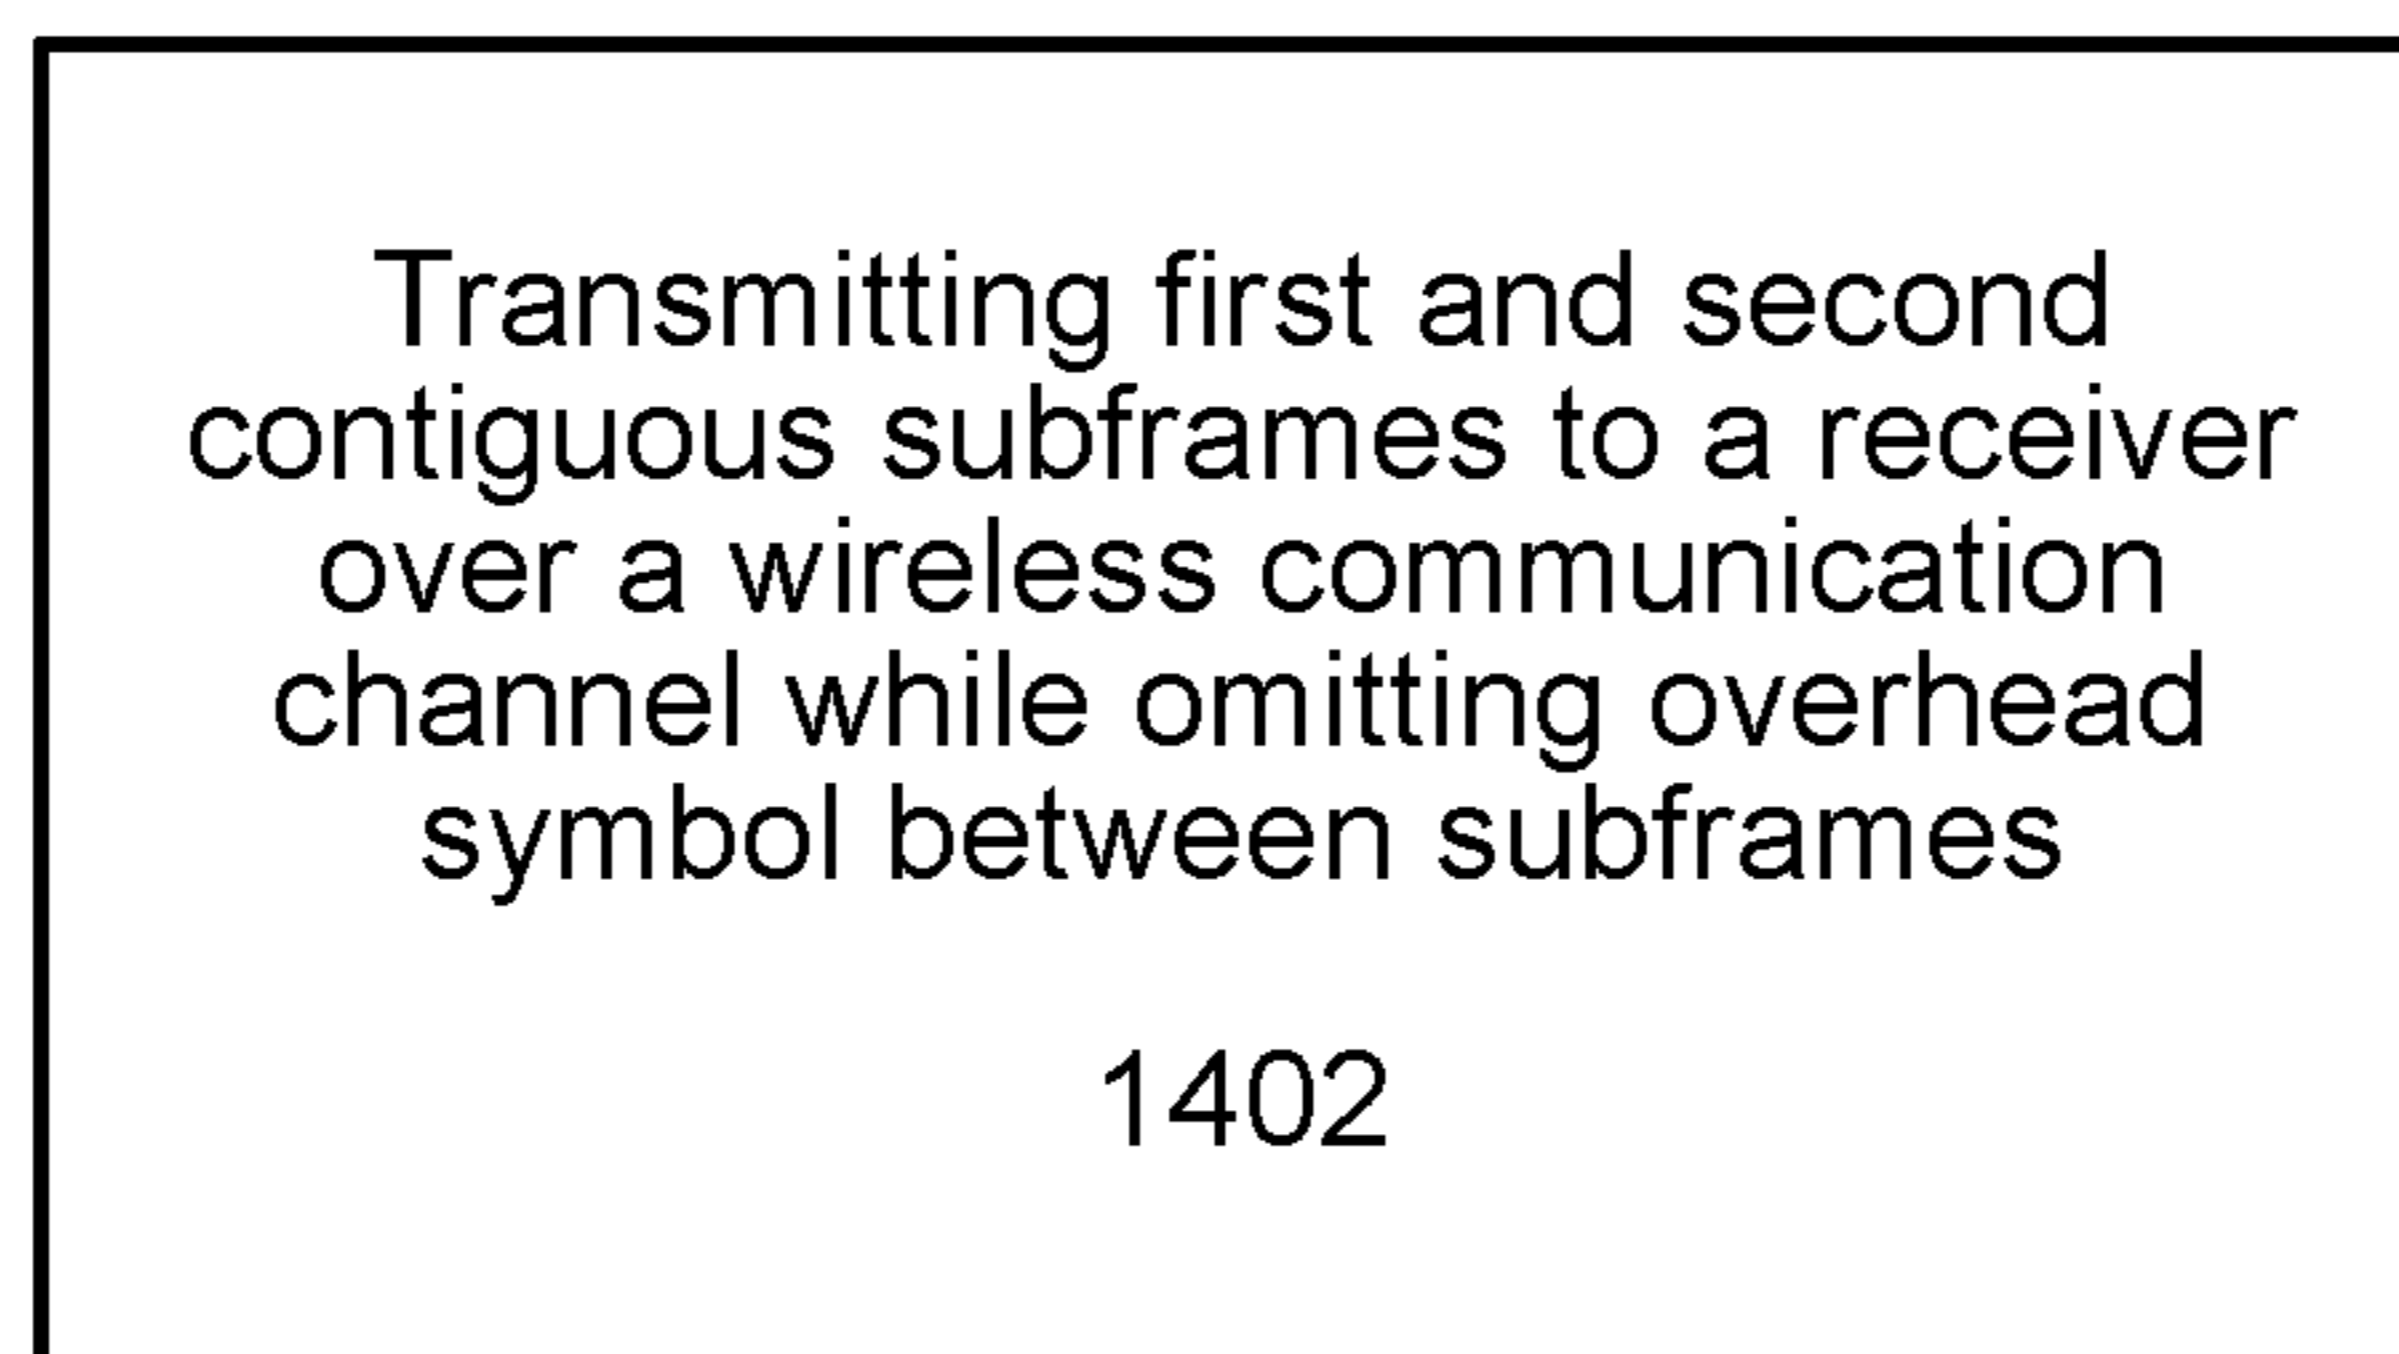 Transmitting first and second
contiguous subframes to a receiver
over a wireless communication
channel while omitting overhead
symbol between subframes
1402